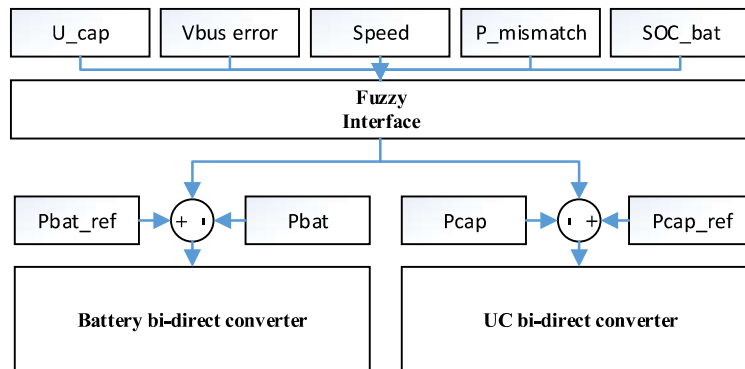 U_cap
Vbus error
Speed
P_mismatch
SOC_bat
Fuzzy
Interface
Pbat_ref
+ -
Pbat
Pcap
- +
Pcap_ref
Battery bi-direct converter
UC bi-direct converter